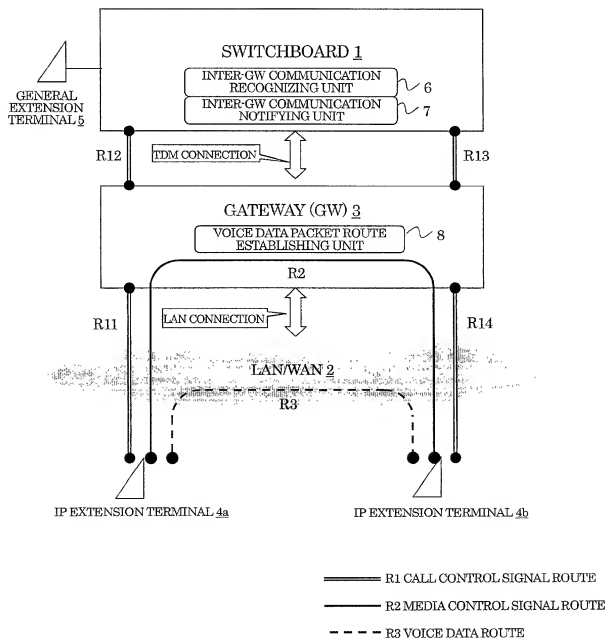 SWITCHBOARD 1
INTER-GW COMMUNICATION
RECOGNIZING UNIT
6
INTER-GW COMMUNICATION
NOTIFYING UNIT
7
GENERAL
EXTENSION
TERMINAL 5
R12
TDM CONNECTION
R13
GATEWAY (GW) 3
VOICE DATA PACKET ROUTE
ESTABLISHING UNIT
8
R2
R11
LAN CONNECTION
R14
LAN/WAN 2
R3
IP EXTENSION TERMINAL 4a
IP EXTENSION TERMINAL 4b
R1 CALL CONTROL SIGNAL ROUTE
R2 MEDIA CONTROL SIGNAL ROUTE
R3 VOICE DATA ROUTE